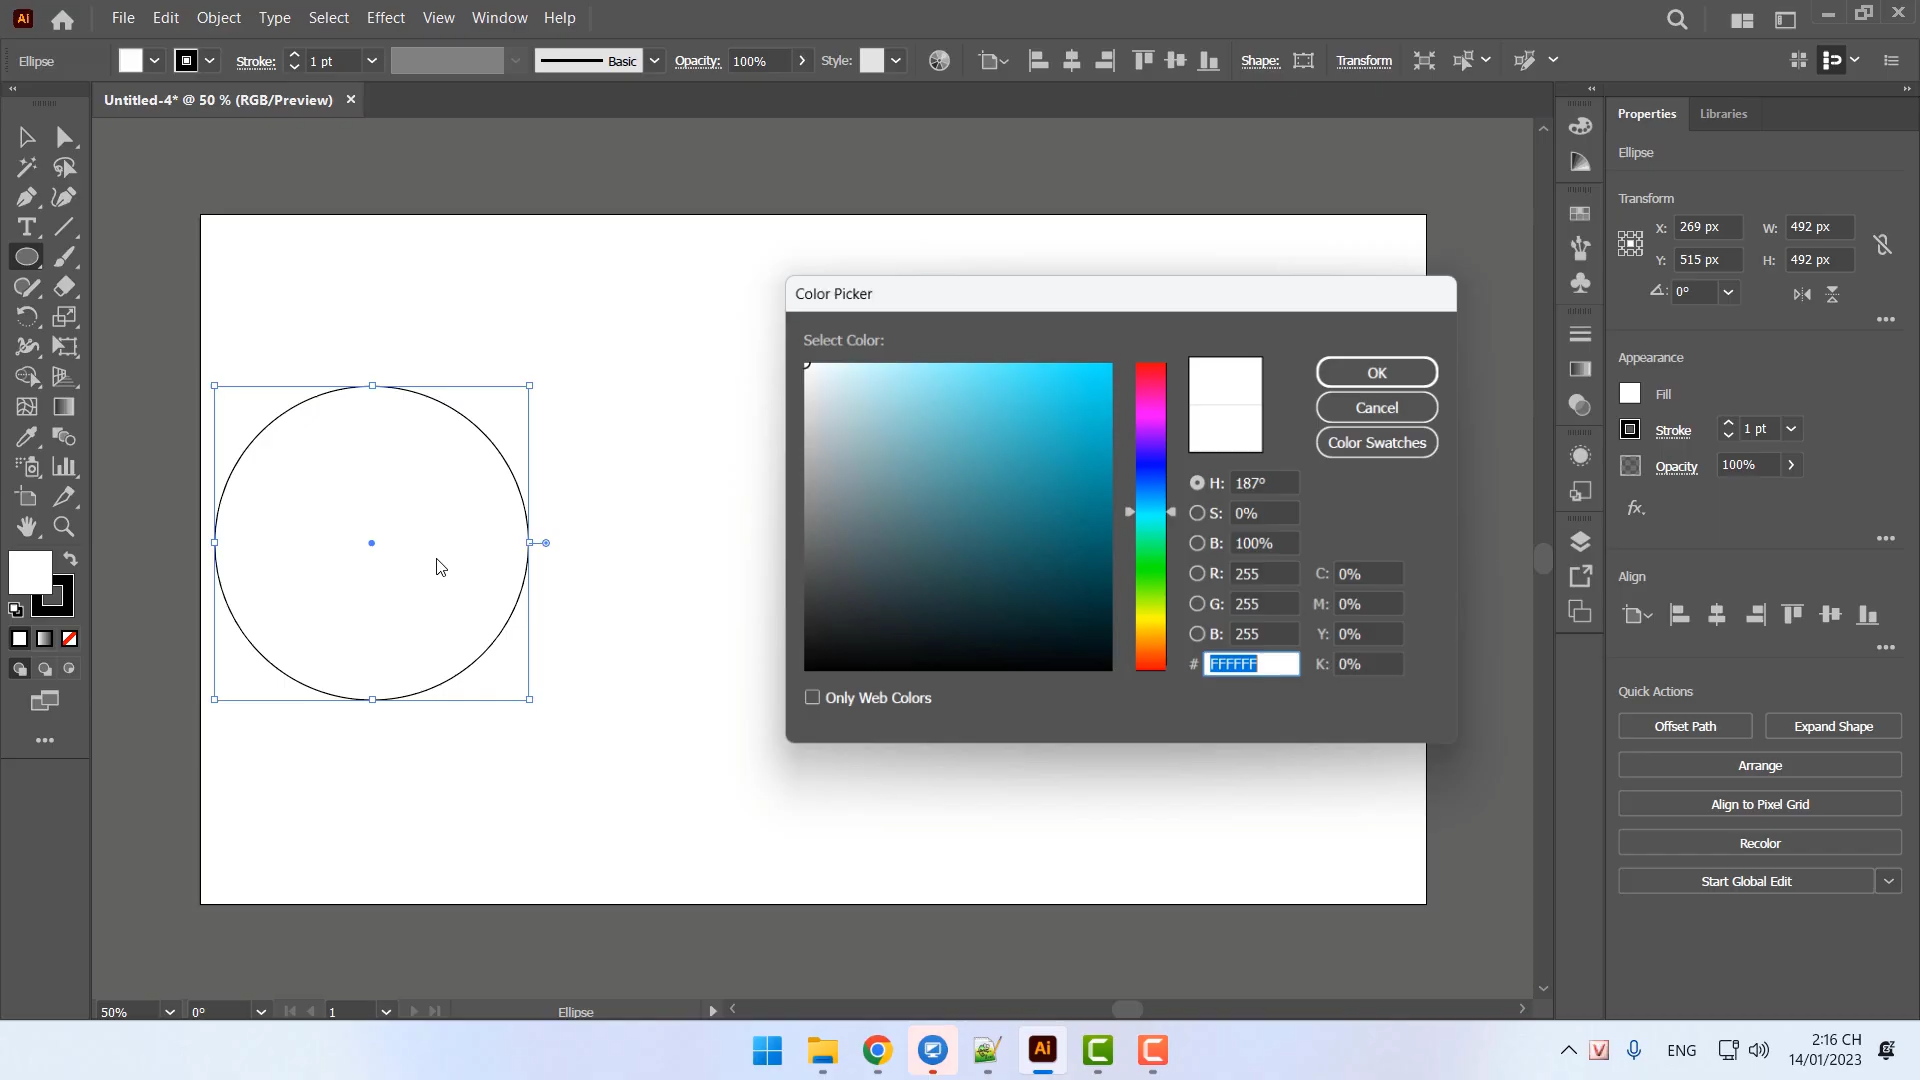 Ai File Edit Object Type Select Effect View Window Help
Ellipse Stroke: 1 pt Basic Opacity: 100% Style: Shape: Transform
Untitled-4* @ 50 % (RGB/Preview)
Properties Libraries
Ellipse
Transform
X: 269 px W: 492 px
Y: 515 px H: 492 px
0°
Appearance
Fill
Stroke 1 pt
Opacity 100%
fx.
Align
Quick Actions
Offset Path Expand Shape
Arrange
Align to Pixel Grid
Recolor
Start Global Edit
Color Picker
Select Color:
OK
Cancel
Color Swatches
H: 187°
S: 0%
B: 100%
R: 255 C: 0%
G: 255 M: 0%
B: 255 Y: 0%
# FFFFFF K: 0%
Only Web Colors
T
50% 0° 1 Ellipse
Ai C C V ENG 2:16 CH
14/01/2023